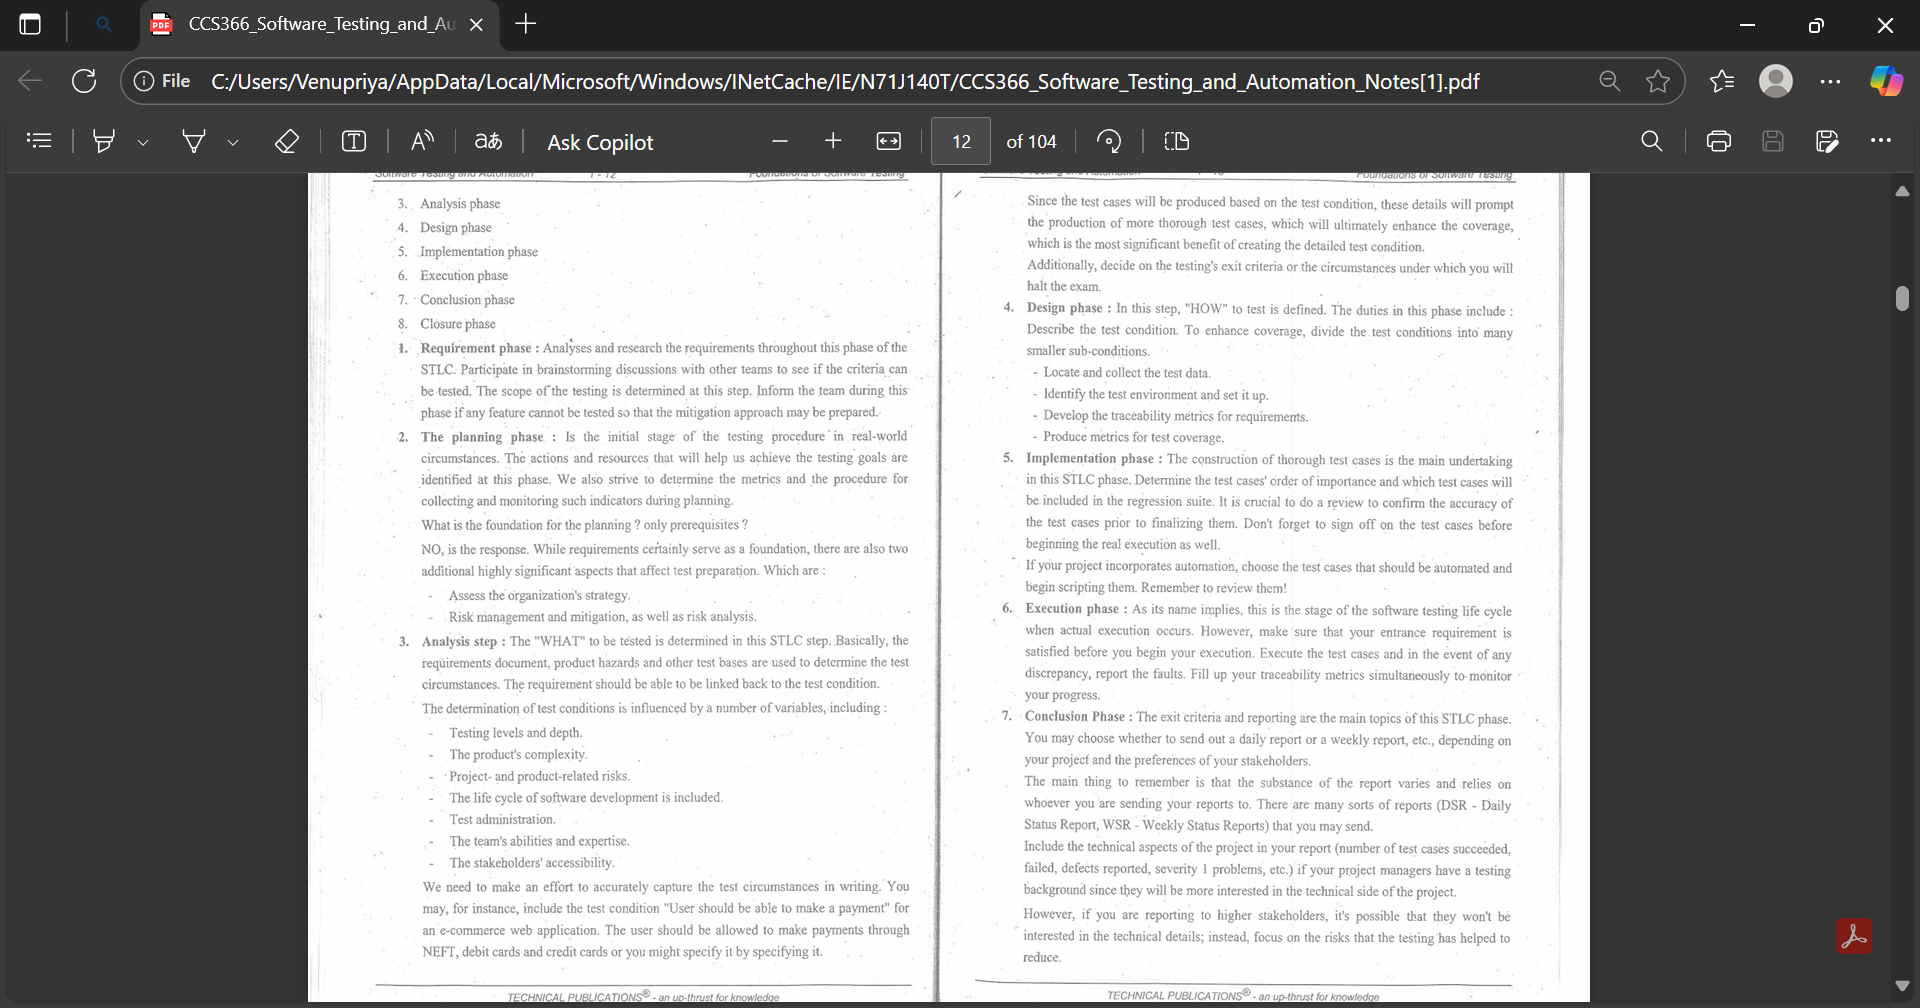 CCS366_Software_Testing_and_Au
File C:/Users/Venupriya/AppData/Local/Microsoft/Windows/INetCache/IE/N71J140T/CCS366_Software_Testing_and_Automation_Notes[1].pdf
Ask Copilot
12 of 104
Software Testing and Automation 1 - 12 Foundations of Software Testing
3. Analysis phase
4. Design phase
5. Implementation phase
6. Execution phase
7. Conclusion phase
8. Closure phase
1. Requirement phase : Analyses and research the requirements throughout this phase of the
STLC. Participate in brainstorming discussions with other teams to see if the criteria can
be tested. The scope of the testing is determined at this step. Inform the team during this
phase if any feature cannot be tested so that the mitigation approach may be prepared.
2. The planning phase : Is the initial stage of the testing procedure in real-world
circumstances. The actions and resources that will help us achieve the testing goals are
identified at this phase. We also strive to determine the metrics and the procedure for
collecting and monitoring such indicators during planning.
What is the foundation for the planning ? only prerequisites ?
NO, is the response. While requirements certainly serve as a foundation, there are also two
additional highly significant aspects that affect test preparation. Which are :
- Assess the organization's strategy.
- Risk management and mitigation, as well as risk analysis.
3. Analysis step : The "WHAT" to be tested is determined in this STLC step. Basically, the
requirements document, product hazards and other test bases are used to determine the test
circumstances. The requirement should be able to be linked back to the test condition.
The determination of test conditions is influenced by a number of variables, including :
- Testing levels and depth.
- The product's complexity.
- Project- and product-related risks.
- The life cycle of software development is included.
- Test administration.
- The team's abilities and expertise.
- The stakeholders' accessibility.
We need to make an effort to accurately capture the test circumstances in writing. You
may, for instance, include the test condition "User should be able to make a payment" for
an e-commerce web application. The user should be allowed to make payments through
NEFT, debit cards and credit cards or you might specify it by specifying it.
TECHNICAL PUBLICATIONS® - an up-thrust for knowledge
Foundations of Software Testing
Since the test cases will be produced based on the test condition, these details will prompt
the production of more thorough test cases, which will ultimately enhance the coverage,
which is the most significant benefit of creating the detailed test condition.
Additionally, decide on the testing's exit criteria or the circumstances under which you will
halt the exam.
4. Design phase : In this step, "HOW" to test is defined. The duties in this phase include :
Describe the test condition. To enhance coverage, divide the test conditions into many
smaller sub-conditions.
- Locate and collect the test data.
- Identify the test environment and set it up.
- Develop the traceability metrics for requirements.
- Produce metrics for test coverage.
5. Implementation phase : The construction of thorough test cases is the main undertaking
in this STLC phase. Determine the test cases' order of importance and which test cases will
be included in the regression suite. It is crucial to do a review to confirm the accuracy of
the test cases prior to finalizing them. Don't forget to sign off on the test cases before
beginning the real execution as well.
If your project incorporates automation, choose the test cases that should be automated and
begin scripting them. Remember to review them!
6. Execution phase : As its name implies, this is the stage of the software testing life cycle
when actual execution occurs. However, make sure that your entrance requirement is
satisfied before you begin your execution. Execute the test cases and in the event of any
discrepancy, report the faults. Fill up your traceability metrics simultaneously to monitor
your progress.
7. Conclusion Phase : The exit criteria and reporting are the main topics of this STLC phase.
You may choose whether to send out a daily report or a weekly report, etc., depending on
your project and the preferences of your stakeholders.
The main thing to remember is that the substance of the report varies and relies on
whoever you are sending your reports to. There are many sorts of reports (DSR - Daily
Status Report, WSR - Weekly Status Reports) that you may send.
Include the technical aspects of the project in your report (number of test cases succeeded,
failed, defects reported, severity 1 problems, etc.) if your project managers have a testing
background since they will be more interested in the technical side of the project.
However, if you are reporting to higher stakeholders, it's possible that they won't be
interested in the technical details; instead, focus on the risks that the testing has helped to
reduce.
TECHNICAL PUBLICATIONS® - an up-thrust for knowledge